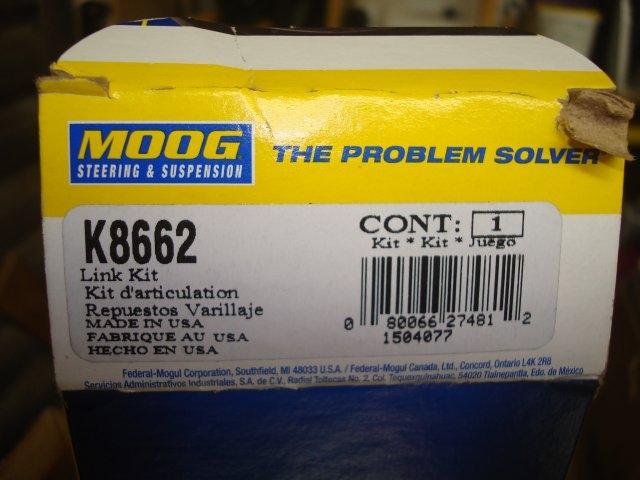 MOOG
STEERING & SUSPENSION
THE PROBLEM SOLVER
K8662
Link Kit
Kit d'articulation
Repuestos Varillaje
MADE IN USA
FABRIQUE AU USA
HECHO EN USA
CONT: 1
Kit * Kit * Juego
0 80066 27481 2
1504077
Federal-Mogul Corporation, Southfield, MI 48033 U.S.A. / Federal-Mogul Canada, Ltd., Concord, Ontario L4K 2R8
Servicios Administrativos Industriales, S.A. de C.V., Radial Toltecas No. 2, Col. Tequexquinahuac, 54020 Tlalnepantla, Edo. de México